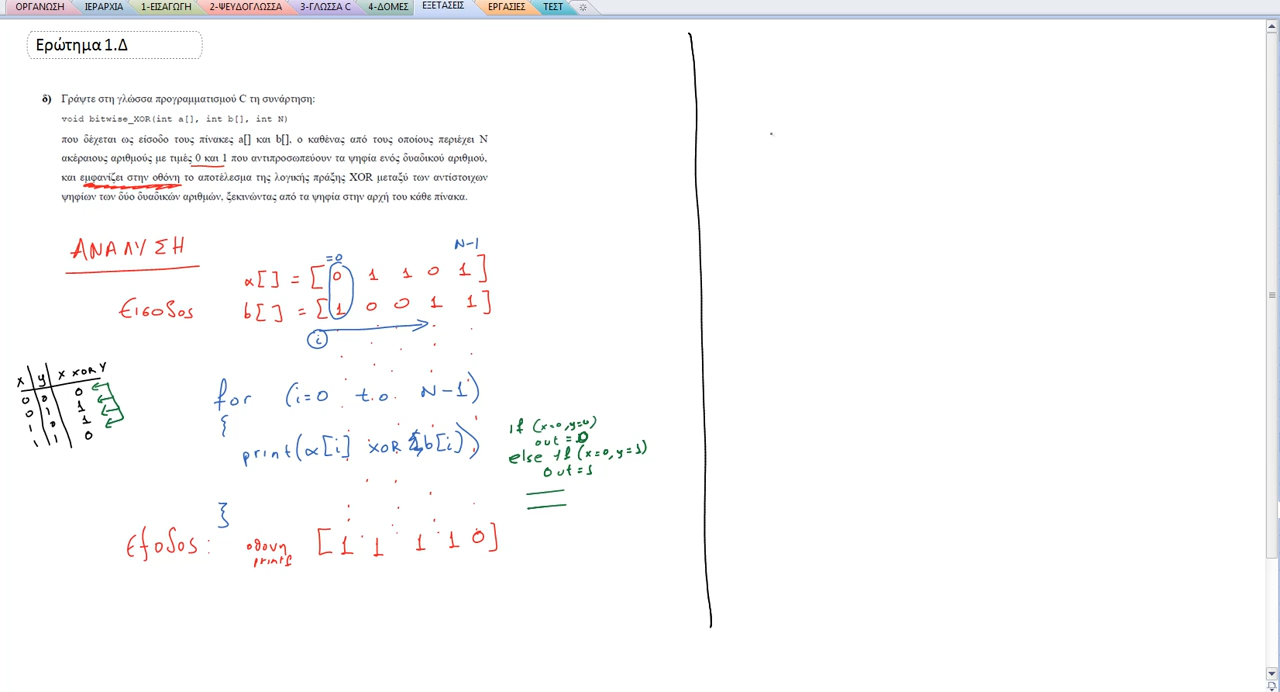 ΟΡΓΑΝΩΣΗ ΙΕΡΑΡΧΙΑ 1-ΕΙΣΑΓΩΓΗ 2-ΨΕΥΔΟΓΛΩΣΣΑ 3-ΓΛΩΣΣΑ C 4-ΔΟΜΕΣ ΕΞΕΤΑΣΕΙΣ ΕΡΓΑΣΙΕΣ ΤΕΣΤ
Ερώτημα 1.Δ
δ) Γράψτε στη γλώσσα προγραμματισμού C τη συνάρτηση:
void bitwise_XOR(int a[], int b[], int N)
που δέχεται ως είσοδο τους πίνακες a[] και b[], ο καθένας από τους οποίους περιέχει N
ακέραιους αριθμούς με τιμές 0 και 1 που αντιπροσωπεύουν τα ψηφία ενός δυαδικού αριθμού,
και εμφανίζει στην οθόνη το αποτέλεσμα της λογικής πράξης XOR μεταξύ των αντίστοιχων
ψηφίων των δύο δυαδικών αριθμών, ξεκινώντας από τα ψηφία στην αρχή του κάθε πίνακα.
ΑΝΑΛΥΣΗ
=0 N-1
α[] = [0 1 1 0 1]
Εισοδος b[] = [1 0 0 1 1]
i
x y x XOR y
0 0 0
0 1 1
1 0 1
1 1 0
for (i=0 t.o. N-1)
{
print(α[i] XOR b[i])
}
if (x=0,y=0)
out = 0
else if (x=0,y=1)
out=1
Εξοδος: οθονη printf [1 1 1 1 0]